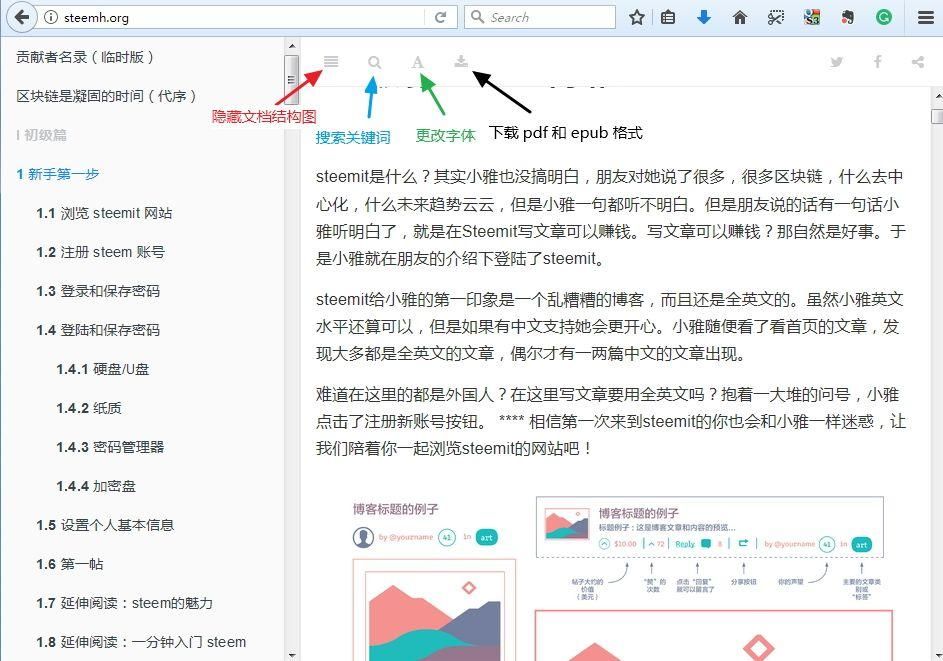 steemh.org
Search
贡献者名录（临时版）
区块链是凝固的时间（代序）
I 初级篇
1 新手第一步
1.1 浏览 steemit 网站
1.2 注册 steem 账号
1.3 登录和保存密码
1.4 登陆和保存密码
1.4.1 硬盘/U盘
1.4.2 纸质
1.4.3 密码管理器
1.4.4 加密盘
1.5 设置个人基本信息
1.6 第一帖
1.7 延伸阅读：steem的魅力
1.8 延伸阅读：一分钟入门 steem
A
隐藏文档结构图
搜索关键词
更改字体
下载 pdf 和 epub 格式
steemit是什么？其实小雅也没搞明白，朋友对她说了很多，很多区块链，什么去中
心化，什么未来趋势云云，但是小雅一句都听不明白。但是朋友说的话有一句话小
雅听明白了，就是在Steemit写文章可以赚钱。写文章可以赚钱？那自然是好事。于
是小雅就在朋友的介绍下登陆了steemit。
steemit给小雅的第一印象是一个乱糟糟的博客，而且还是全英文的。虽然小雅英文
水平还算可以，但是如果有中文支持她会更开心。小雅随便看了看首页的文章，发
现大多都是全英文的文章，偶尔才有一两篇中文的文章出现。
难道在这里的都是外国人？在这里写文章要用全英文吗？抱着一大堆的问号，小雅
点击了注册新账号按钮。 **** 相信第一次来到steemit的你也会和小雅一样迷惑，让
我们陪着你一起浏览steemit的网站吧！
博客标题的例子
by @yourname 41 in art
博客标题的例子
标题例子：这是博客文章和内容的预览...
$10.00 72 Reply 8 by @yourname 41 in art
帖子大约的
价值
（美元）
“赞”的
次数
点击“回复”
就可以留言了
分享按钮
你的声望
主要的文章类
别或
“标签”